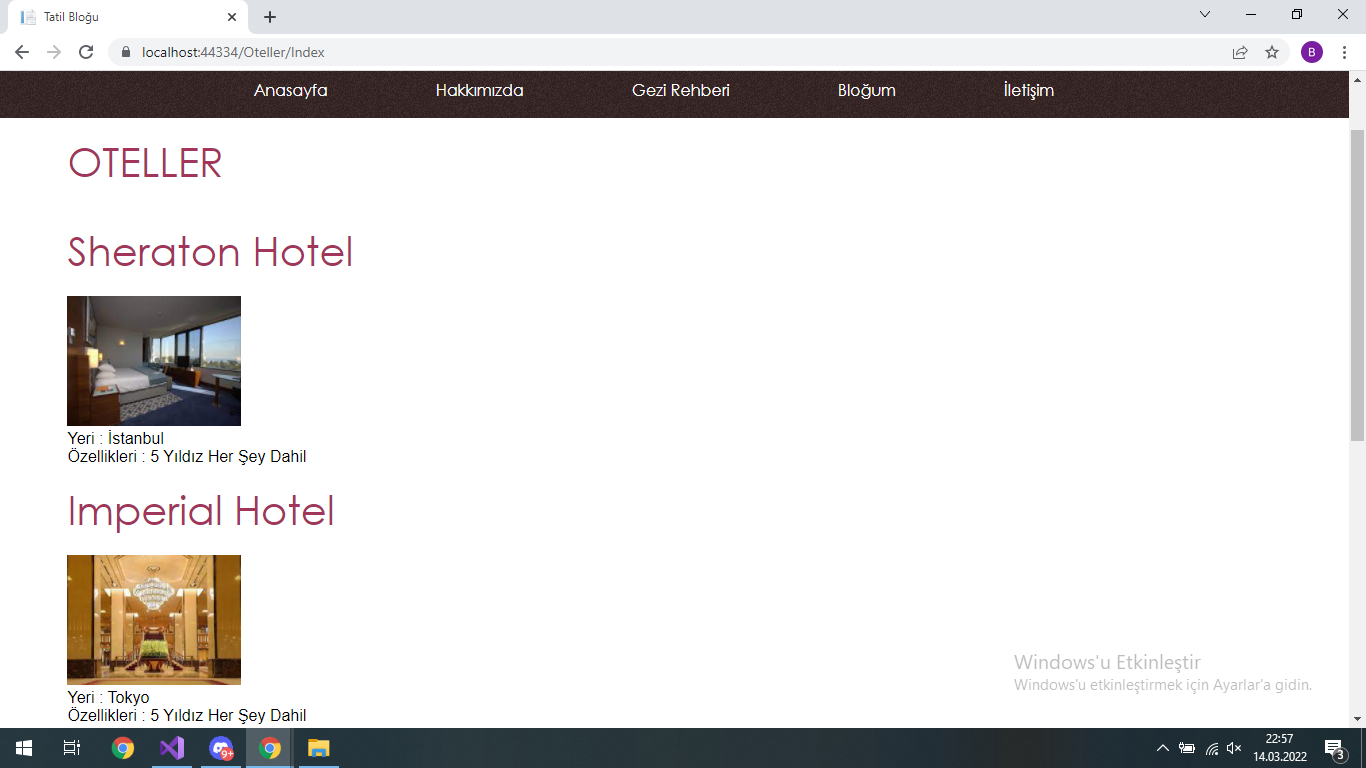 Tatil Bloğu
localhost:44334/Oteller/Index
B
Anasayfa
Hakkımızda
Gezi Rehberi
Bloğum
İletişim
OTELLER
Sheraton Hotel
Yeri : İstanbul
Özellikleri : 5 Yıldız Her Şey Dahil
Imperial Hotel
Yeri : Tokyo
Özellikleri : 5 Yıldız Her Şey Dahil
Windows'u Etkinleştir
Windows'u etkinleştirmek için Ayarlar'a gidin.
9+
22:57
14.03.2022
3